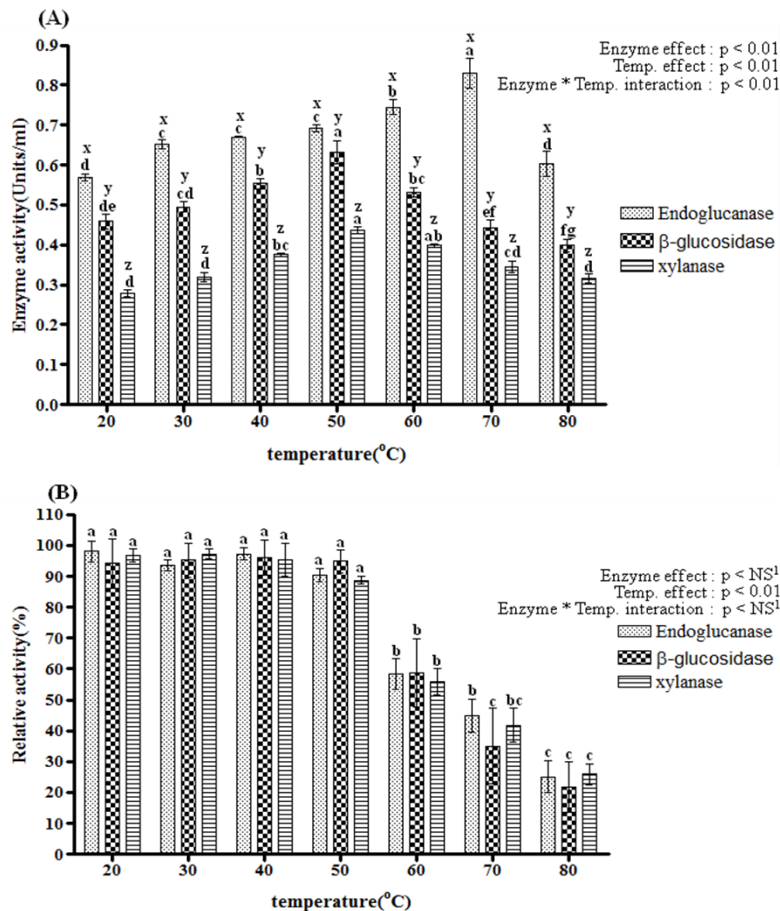 (A)
Enzyme effect : p < 0.01
Temp. effect : p < 0.01
Enzyme * Temp. interaction : p < 0.01
Enzyme activity(Units/ml)
0.9
0.8
0.7
0.6
0.5
0.4
0.3
0.2
0.1
0.0
x d y de z d
x c y cd z d
x c y b z bc
x c y a z a
x b y bc z ab
x a y ef z cd
x d y fg z d
Endoglucanase
β-glucosidase
xylanase
20 30 40 50 60 70 80
temperature(°C)
(B)
Enzyme effect : p < NS¹
Temp. effect : p < 0.01
Enzyme * Temp. interaction : p < NS¹
Relative activity(%)
110
100
90
80
70
60
50
40
30
20
10
0
a a a
a a a
a a a
a a a
b b b
b c bc
c c c
Endoglucanase
β-glucosidase
xylanase
20 30 40 50 60 70 80
temperature(°C)